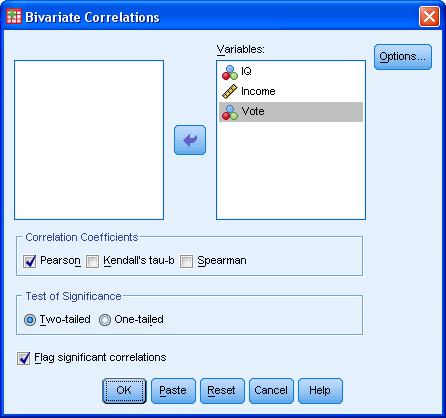 Bivariate Correlations
Variables:
IQ
Income
Vote
Options...
Correlation Coefficients
Pearson Kendall's tau-b Spearman
Test of Significance
Two-tailed One-tailed
Flag significant correlations
OK Paste Reset Cancel Help